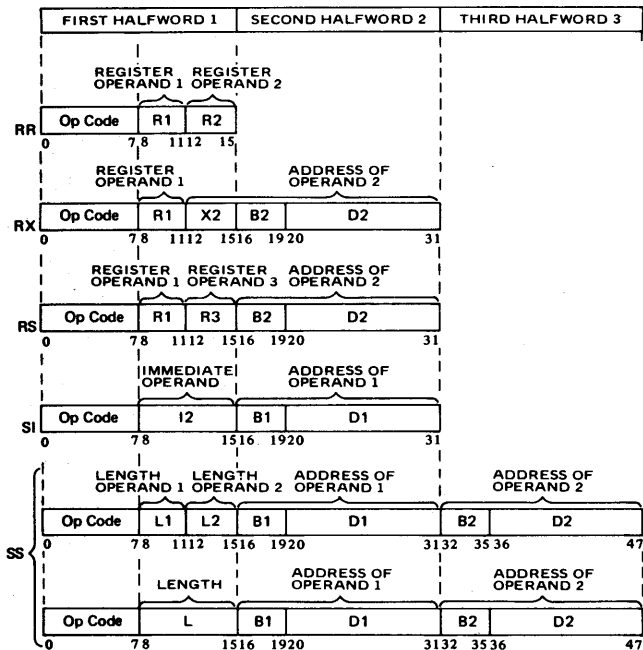 FIRST HALFWORD 1 SECOND HALFWORD 2 THIRD HALFWORD 3
REGISTER REGISTER
OPERAND 1 OPERAND 2
RR Op Code R1 R2
0 7 8 11 12 15
REGISTER ADDRESS OF
OPERAND 1 OPERAND 2
RX Op Code R1 X2 B2 D2
0 7 8 11 12 15 16 19 20 31
REGISTER REGISTER ADDRESS OF
OPERAND 1 OPERAND 3 OPERAND 2
RS Op Code R1 R3 B2 D2
0 7 8 11 12 15 16 19 20 31
IMMEDIATE ADDRESS OF
OPERAND OPERAND 1
SI Op Code I2 B1 D1
0 7 8 15 16 19 20 31
LENGTH LENGTH ADDRESS OF ADDRESS OF
OPERAND 1 OPERAND 2 OPERAND 1 OPERAND 2
Op Code L1 L2 B1 D1 B2 D2
0 7 8 11 12 15 16 19 20 31 32 35 36 47
SS
LENGTH ADDRESS OF ADDRESS OF
OPERAND 1 OPERAND 2
Op Code L B1 D1 B2 D2
0 7 8 15 16 19 20 31 32 35 36 47